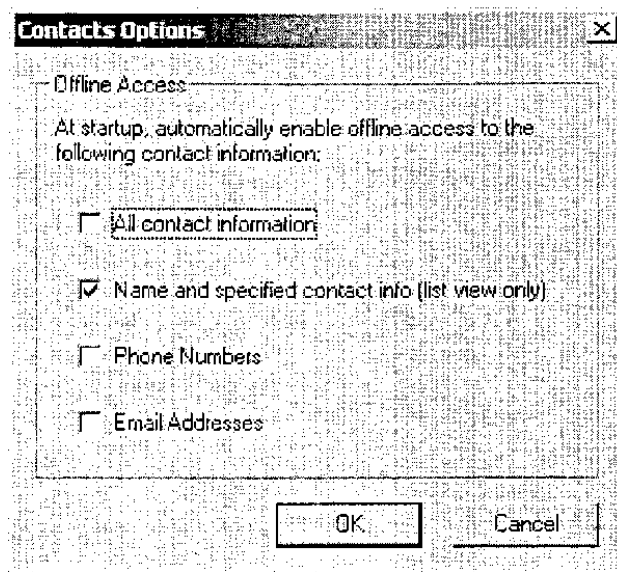 Contacts Options
Offline Access
At startup, automatically enable offline access to the
following contact information:
All contact information
Name and specified contact info (list view only)
Phone Numbers
Email Addresses
OK
Cancel